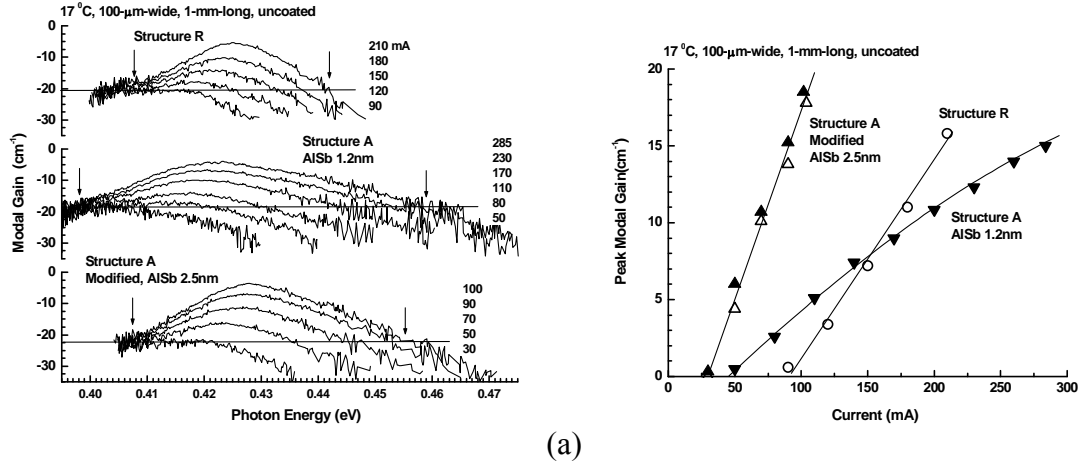 17 ⁰C, 100-μm-wide, 1-mm-long, uncoated
Structure R
210 mA
180
150
120
90
-10
-20
-30
Structure A
AlSb 1.2nm
285
230
170
110
80
50
0
-10
-20
-30
Structure A
Modified, AlSb 2.5nm
100
90
70
50
30
0
-10
-20
-30
Modal Gain (cm⁻¹)
0.40 0.41 0.42 0.43 0.44 0.45 0.46 0.47
Photon Energy (eV)
17 ⁰C, 100-μm-wide, 1-mm-long, uncoated
20
15
10
5
0
Peak Modal Gain(cm⁻¹)
Structure A
Modified
AlSb 2.5nm
Structure R
Structure A
AlSb 1.2nm
0 50 100 150 200 250 300
Current (mA)
(a)